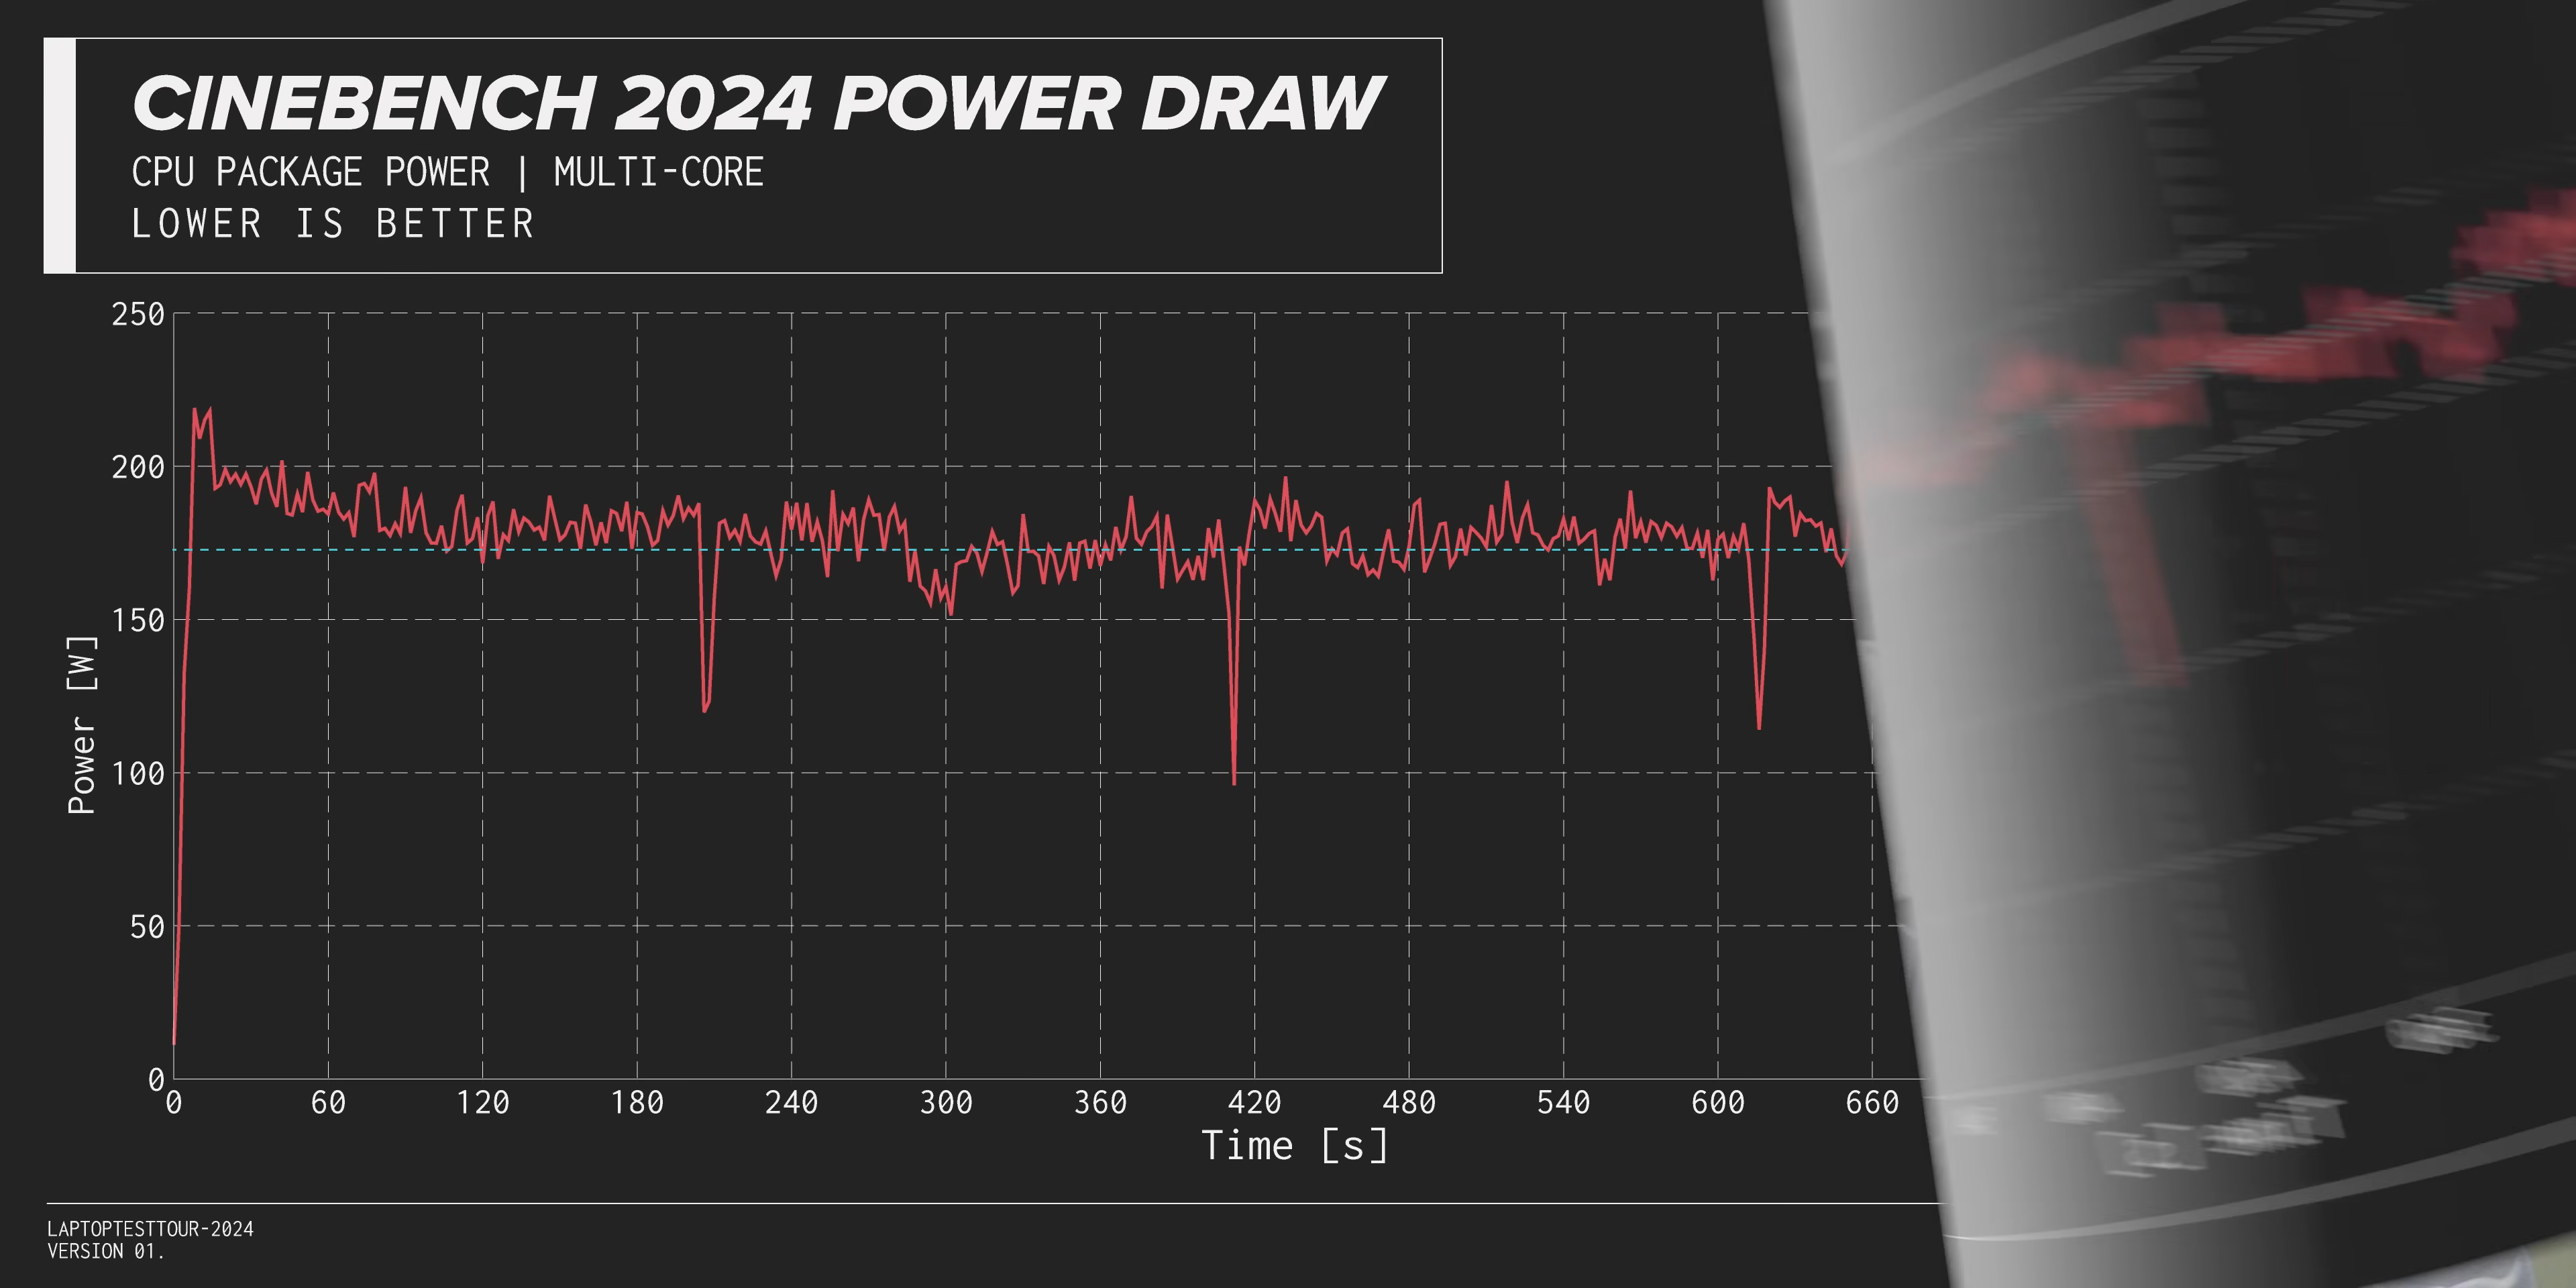 CINEBENCH 2024 POWER DRAW
CPU PACKAGE POWER | MULTI-CORE
LOWER IS BETTER
250
200
150
100
50
0
Power [W]
0 60 120 180 240 300 360 420 480 540 600 660
Time [s]
LAPTOPTESTTOUR-2024
VERSION 01.